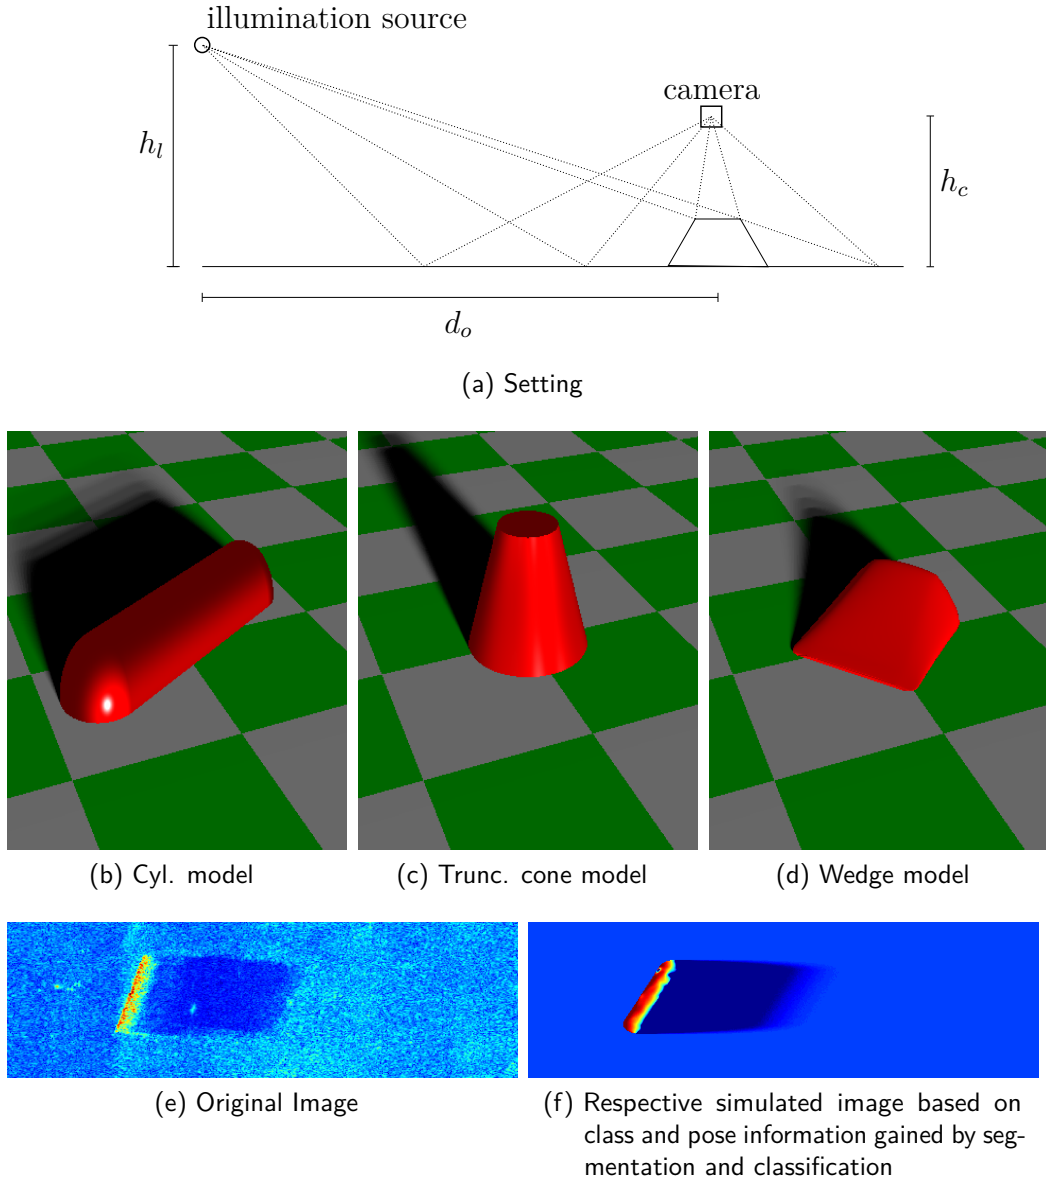 illumination source
camera
h_l
h_c
d_o
(a) Setting
(b) Cyl. model
(c) Trunc. cone model
(d) Wedge model
(e) Original Image
(f) Respective simulated image based on
class and pose information gained by seg-
mentation and classification